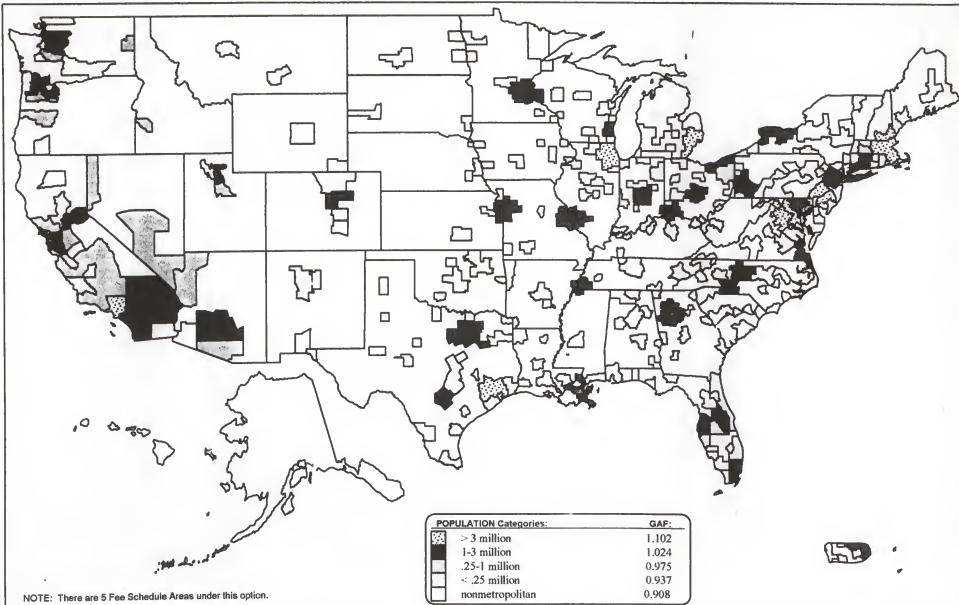 POPULATION Categories: GAF:
> 3 million 1.102
1-3 million 1.024
.25-1 million 0.975
< .25 million 0.937
nonmetropolitan 0.908
NOTE: There are 5 Fee Schedule Areas under this option.